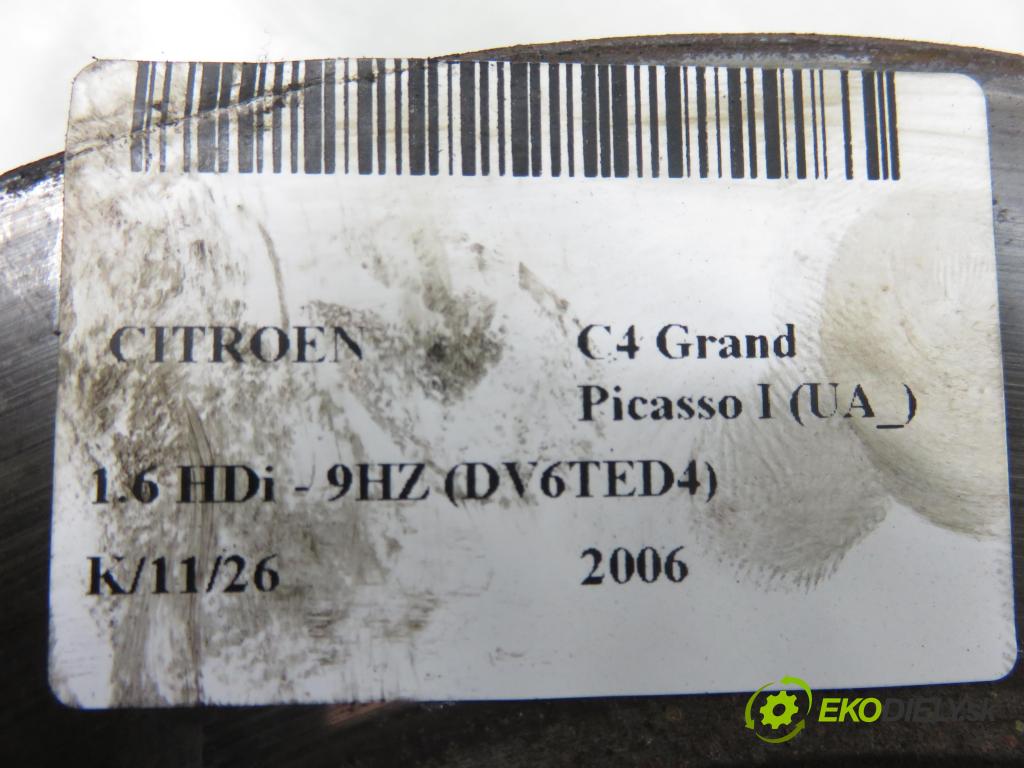 CITROEN
C4 Grand
Picasso I (UA_)
1.6 HDi - 9HZ (DV6TED4)
K/11/26
2006
EKODIELY.SK